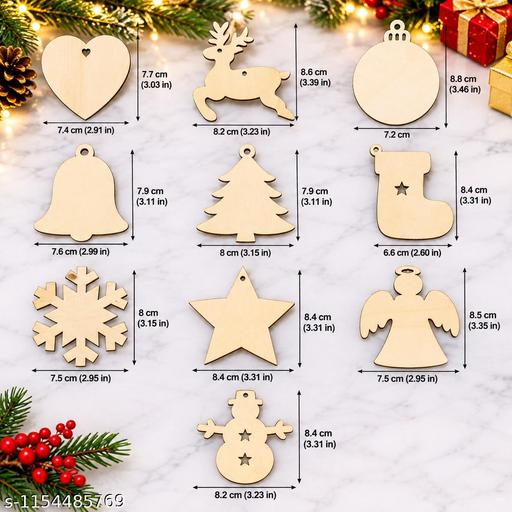 7.7 cm
(3.03 in)
7.4 cm (2.91 in)
8.6 cm
(3.39 in)
8.2 cm (3.23 in)
8.8 cm
(3.46 in)
7.2 cm
7.9 cm
(3.11 in)
7.6 cm (2.99 in)
7.9 cm
(3.11 in)
8 cm (3.15 in)
8.4 cm
(3.31 in)
6.6 cm (2.60 in)
8 cm
(3.15 in)
7.5 cm (2.95 in)
8.4 cm
(3.31 in)
8.4 cm (3.31 in)
8.5 cm
(3.35 in)
7.5 cm (2.95 in)
8.4 cm
(3.31 in)
8.2 cm (3.23 in)
s-1154485769